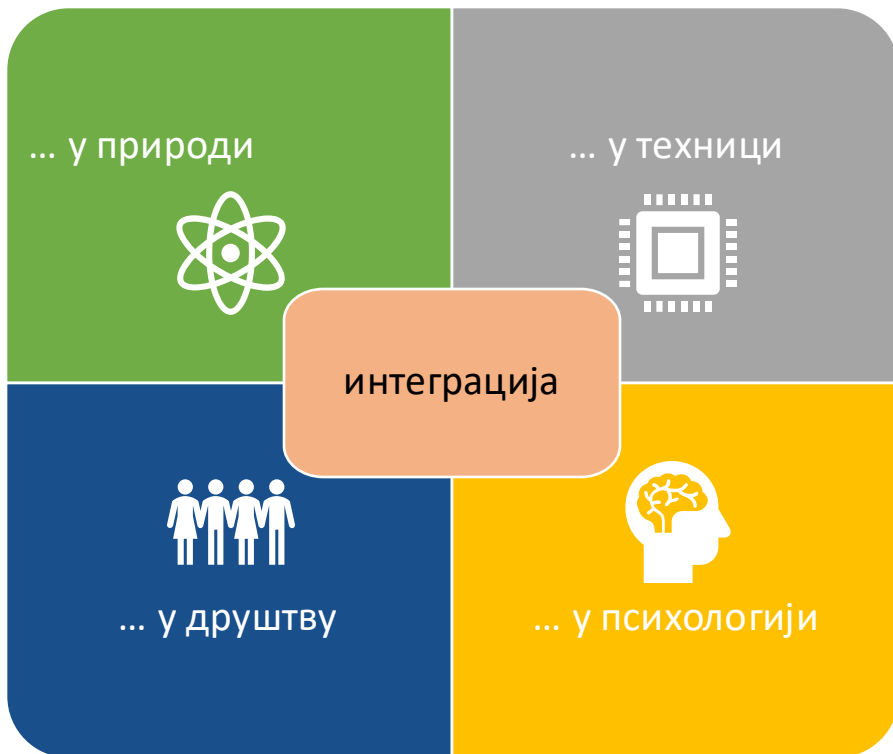 ... у природи
... у техници
интеграција
... у друштву
... у психологији